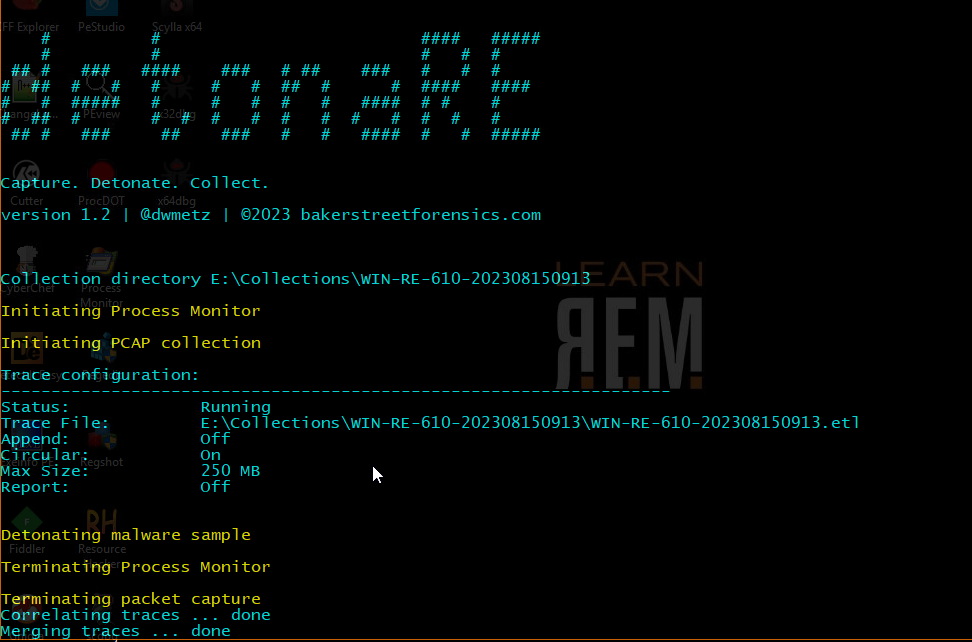 FF Explorer PeStudio Scylla x64
detonaRE
PEview x32dbg
Capture. Detonate. Collect.
Cutter ProcDOT x64dbg
version 1.2 | @dwmetz | ©2023 bakerstreetforensics.com
LEARN
REM
Collection directory E:\Collections\WIN-RE-610-202308150913
CyberChef Process
Monitor
Initiating Process Monitor
Initiating PCAP collection
Trace configuration:
-------------------------------------------------------------------
Status: Running
Trace File: E:\Collections\WIN-RE-610-202308150913\WIN-RE-610-202308150913.etl
Append: Off
Circular: On
Regshot
Max Size: 250 MB
Report: Off
Detonating malware sample
Fiddler Resource
Terminating Process Monitor
Terminating packet capture
Correlating traces ... done
Merging traces ... done